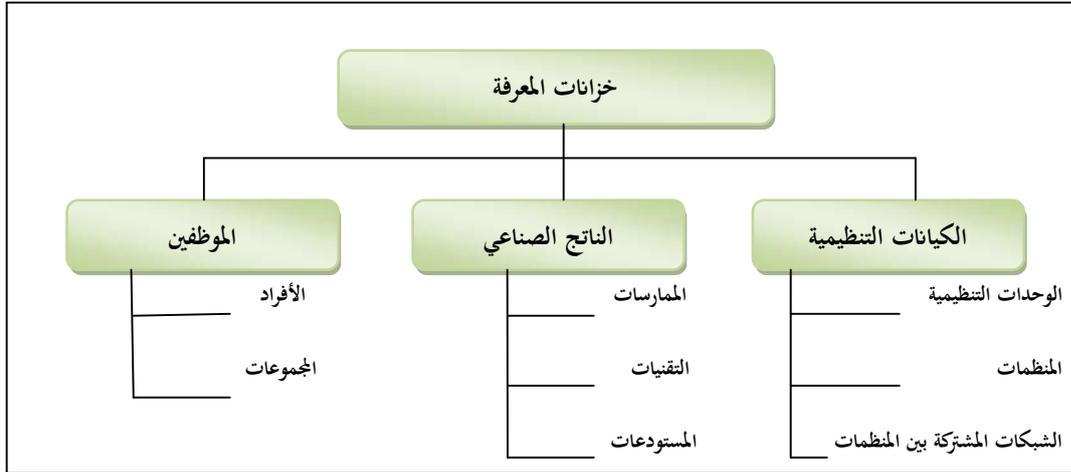 خزانات المعرفة
الكيانات التنظيمية
الناتج الصناعي
الموظفين
الوحدات التنظيمية
الممارسات
الأفراد
المنظمات
التقنيات
المجموعات
الشبكات المشتركة بين المنظمات
المستودعات